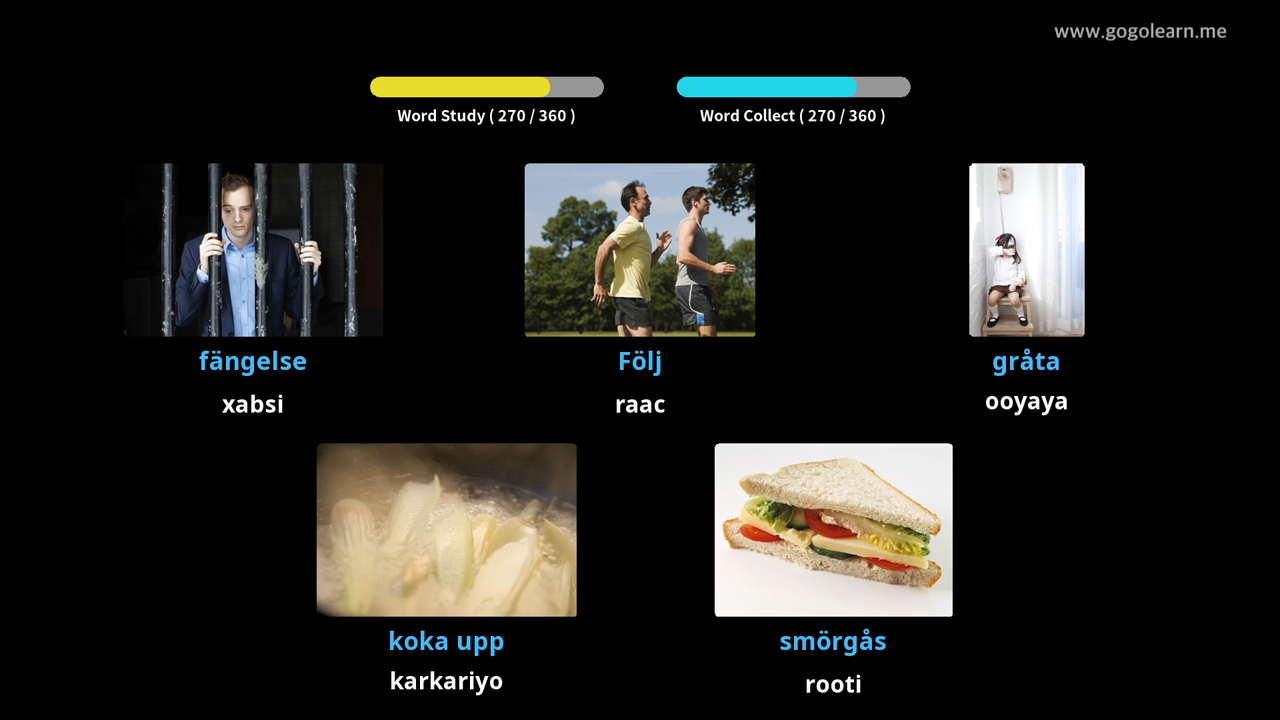 www.gogolearn.me
Word Study ( 270 / 360 )
Word Collect ( 270 / 360 )
fängelse
xabsi
Följ
raac
gråta
ooyaya
koka upp
karkariyo
smörgås
rooti